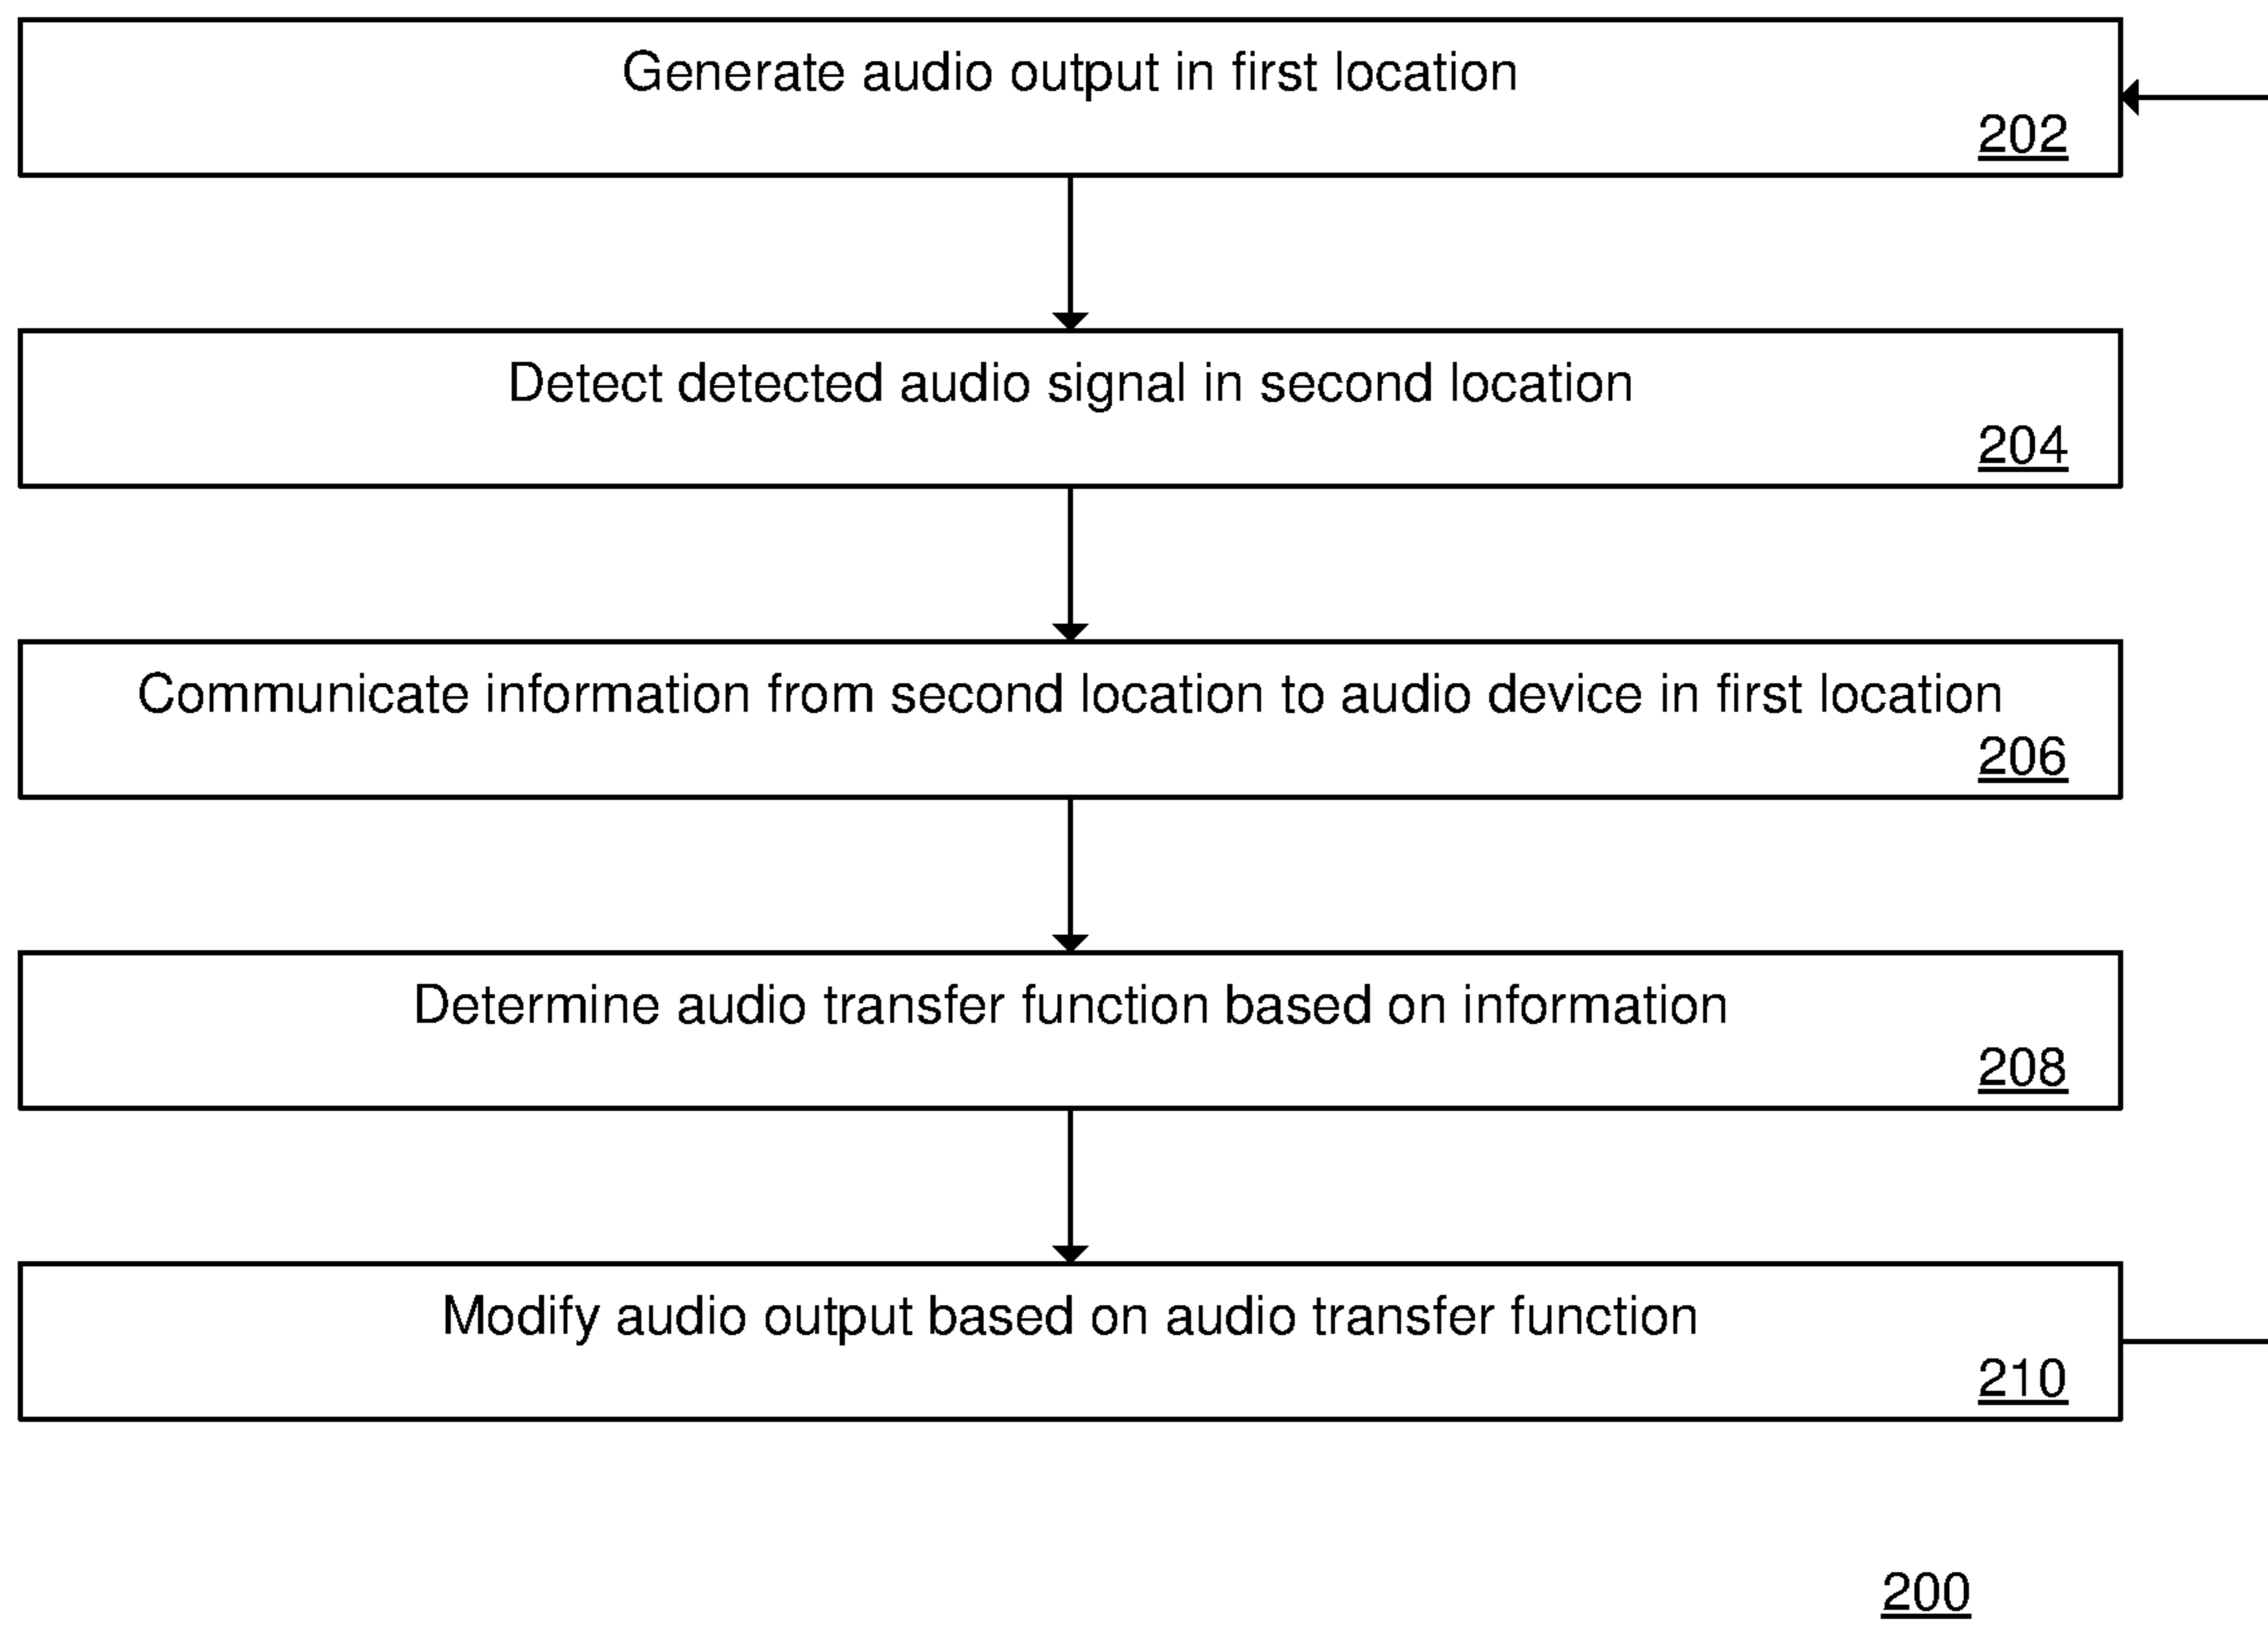 Generate audio output in first location
202
Detect detected audio signal in second location
204
Communicate information from second location to audio device in first location
206
Determine audio transfer function based on information
208
Modify audio output based on audio transfer function
210
200